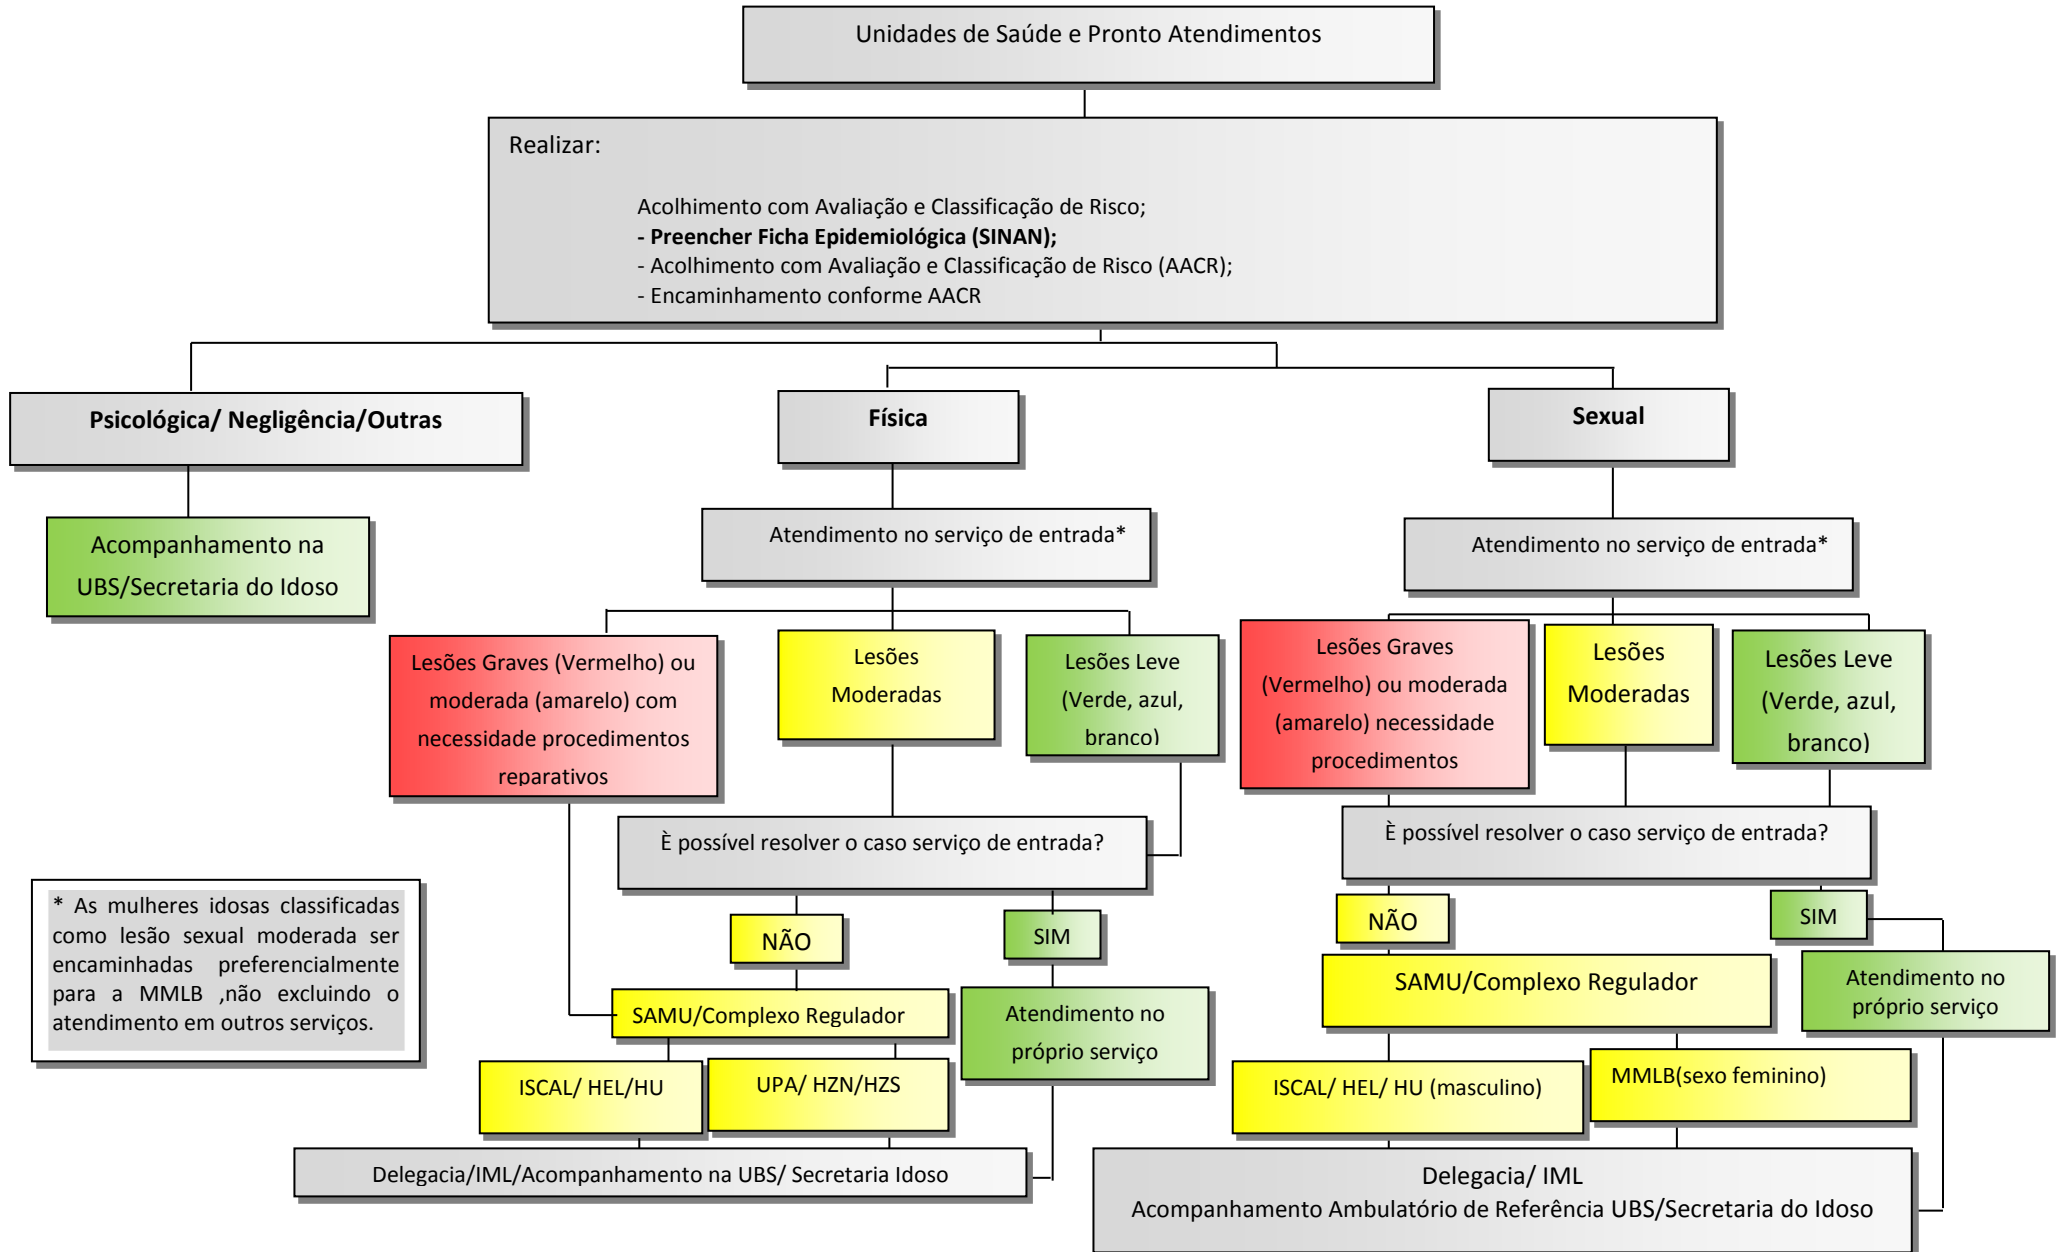 Unidades de Saúde e Pronto Atendimentos
Realizar:
Acolhimento com Avaliação e Classificação de Risco;
- Preencher Ficha Epidemiológica (SINAN);
- Acolhimento com Avaliação e Classificação de Risco (AACR);
- Encaminhamento conforme AACR
Psicológica/ Negligência/Outras
Física
Sexual
Acompanhamento na
UBS/Secretaria do Idoso
Atendimento no serviço de entrada*
Atendimento no serviço de entrada*
Lesões Graves (Vermelho) ou
moderada (amarelo) com
necessidade procedimentos
reparativos
Lesões
Moderadas
Lesões Leve
(Verde, azul,
branco)
Lesões Graves
(Vermelho) ou moderada
(amarelo) necessidade
procedimentos
Lesões
Moderadas
Lesões Leve
(Verde, azul,
branco)
È possível resolver o caso serviço de entrada?
È possível resolver o caso serviço de entrada?
* As mulheres idosas classificadas
como lesão sexual moderada ser
encaminhadas preferencialmente
para a MMLB ,não excluindo o
atendimento em outros serviços.
NÃO
SIM
NÃO
SIM
SAMU/Complexo Regulador
Atendimento no
próprio serviço
SAMU/Complexo Regulador
Atendimento no
próprio serviço
ISCAL/ HEL/HU
UPA/ HZN/HZS
ISCAL/ HEL/ HU (masculino)
MMLB(sexo feminino)
Delegacia/IML/Acompanhamento na UBS/ Secretaria Idoso
Delegacia/ IML
Acompanhamento Ambulatório de Referência UBS/Secretaria do Idoso